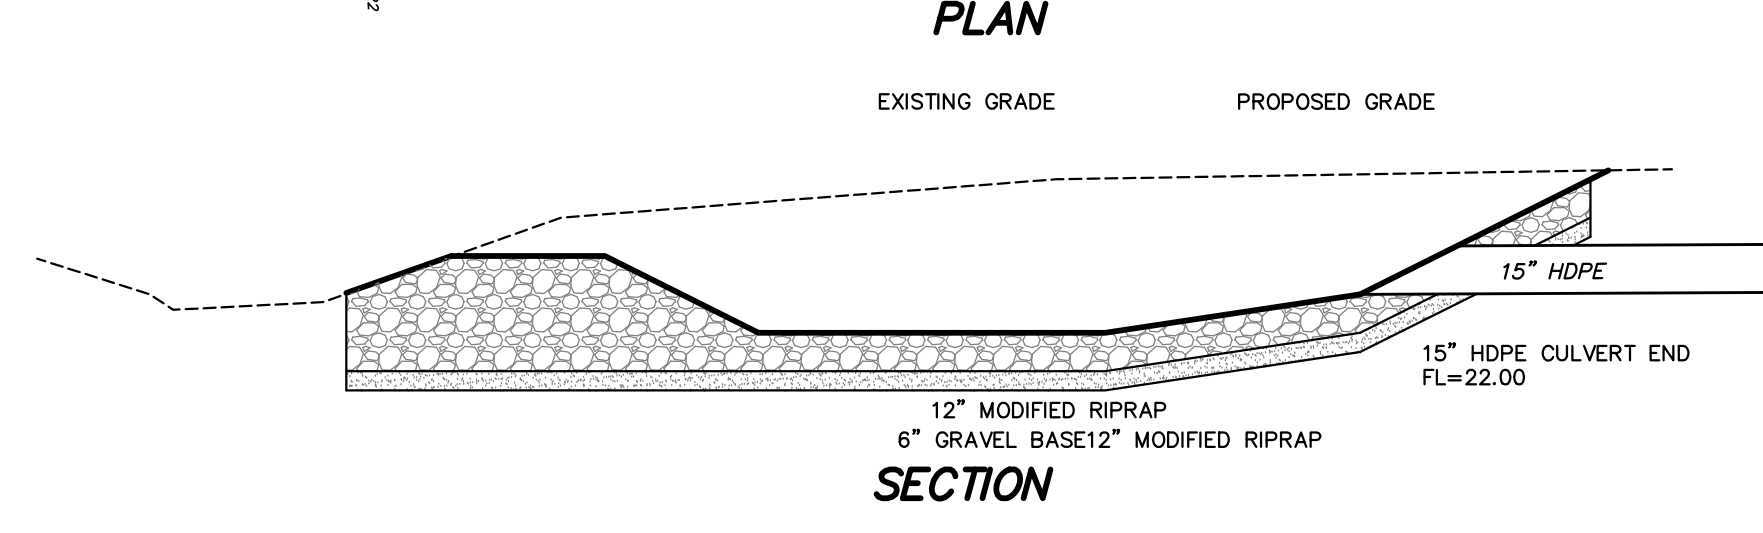 PLAN
EXISTING GRADE PROPOSED GRADE
15” HDPE
15” HDPE CULVERT END
FL=22.00
12” MODIFIED RIPRAP
6” GRAVEL BASE12” MODIFIED RIPRAP
SECTION